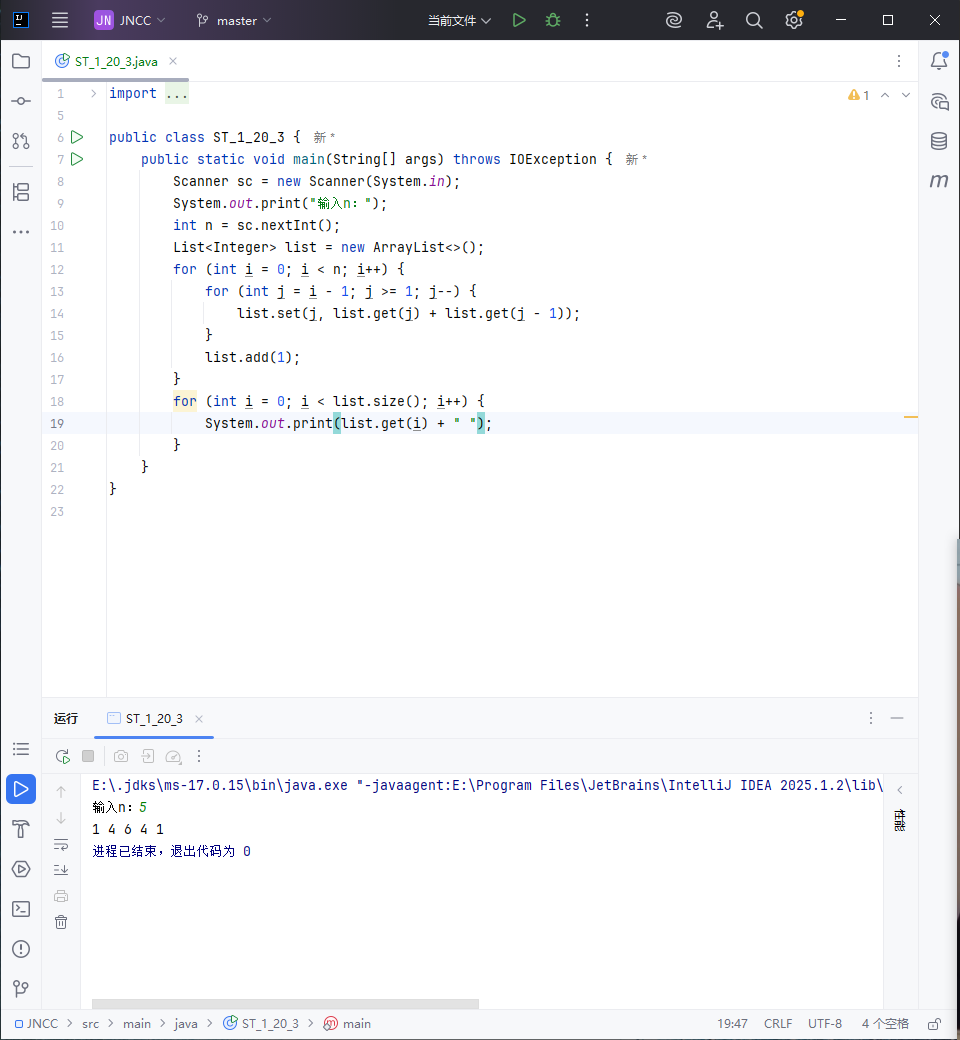 JN JNCC master 当前文件
ST_1_20_3.java
1 import ... 1
5
6 public class ST_1_20_3 { 新 *
7 public static void main(String[] args) throws IOException { 新 *
8 Scanner sc = new Scanner(System.in);
9 System.out.print("输入n：");
10 int n = sc.nextInt();
11 List<Integer> list = new ArrayList<>();
12 for (int i = 0; i < n; i++) {
13 for (int j = i - 1; j >= 1; j--) {
14 list.set(j, list.get(j) + list.get(j - 1));
15 }
16 list.add(1);
17 }
18 for (int i = 0; i < list.size(); i++) {
19 System.out.print(list.get(i) + " ");
20 }
21 }
22 }
23
运行 ST_1_20_3
E:\.jdks\ms-17.0.15\bin\java.exe "-javaagent:E:\Program Files\JetBrains\IntelliJ IDEA 2025.1.2\lib\
输入n：5
1 4 6 4 1
进程已结束，退出代码为 0
性能
JNCC > src > main > java > ST_1_20_3 > main 19:47 CRLF UTF-8 4 个空格